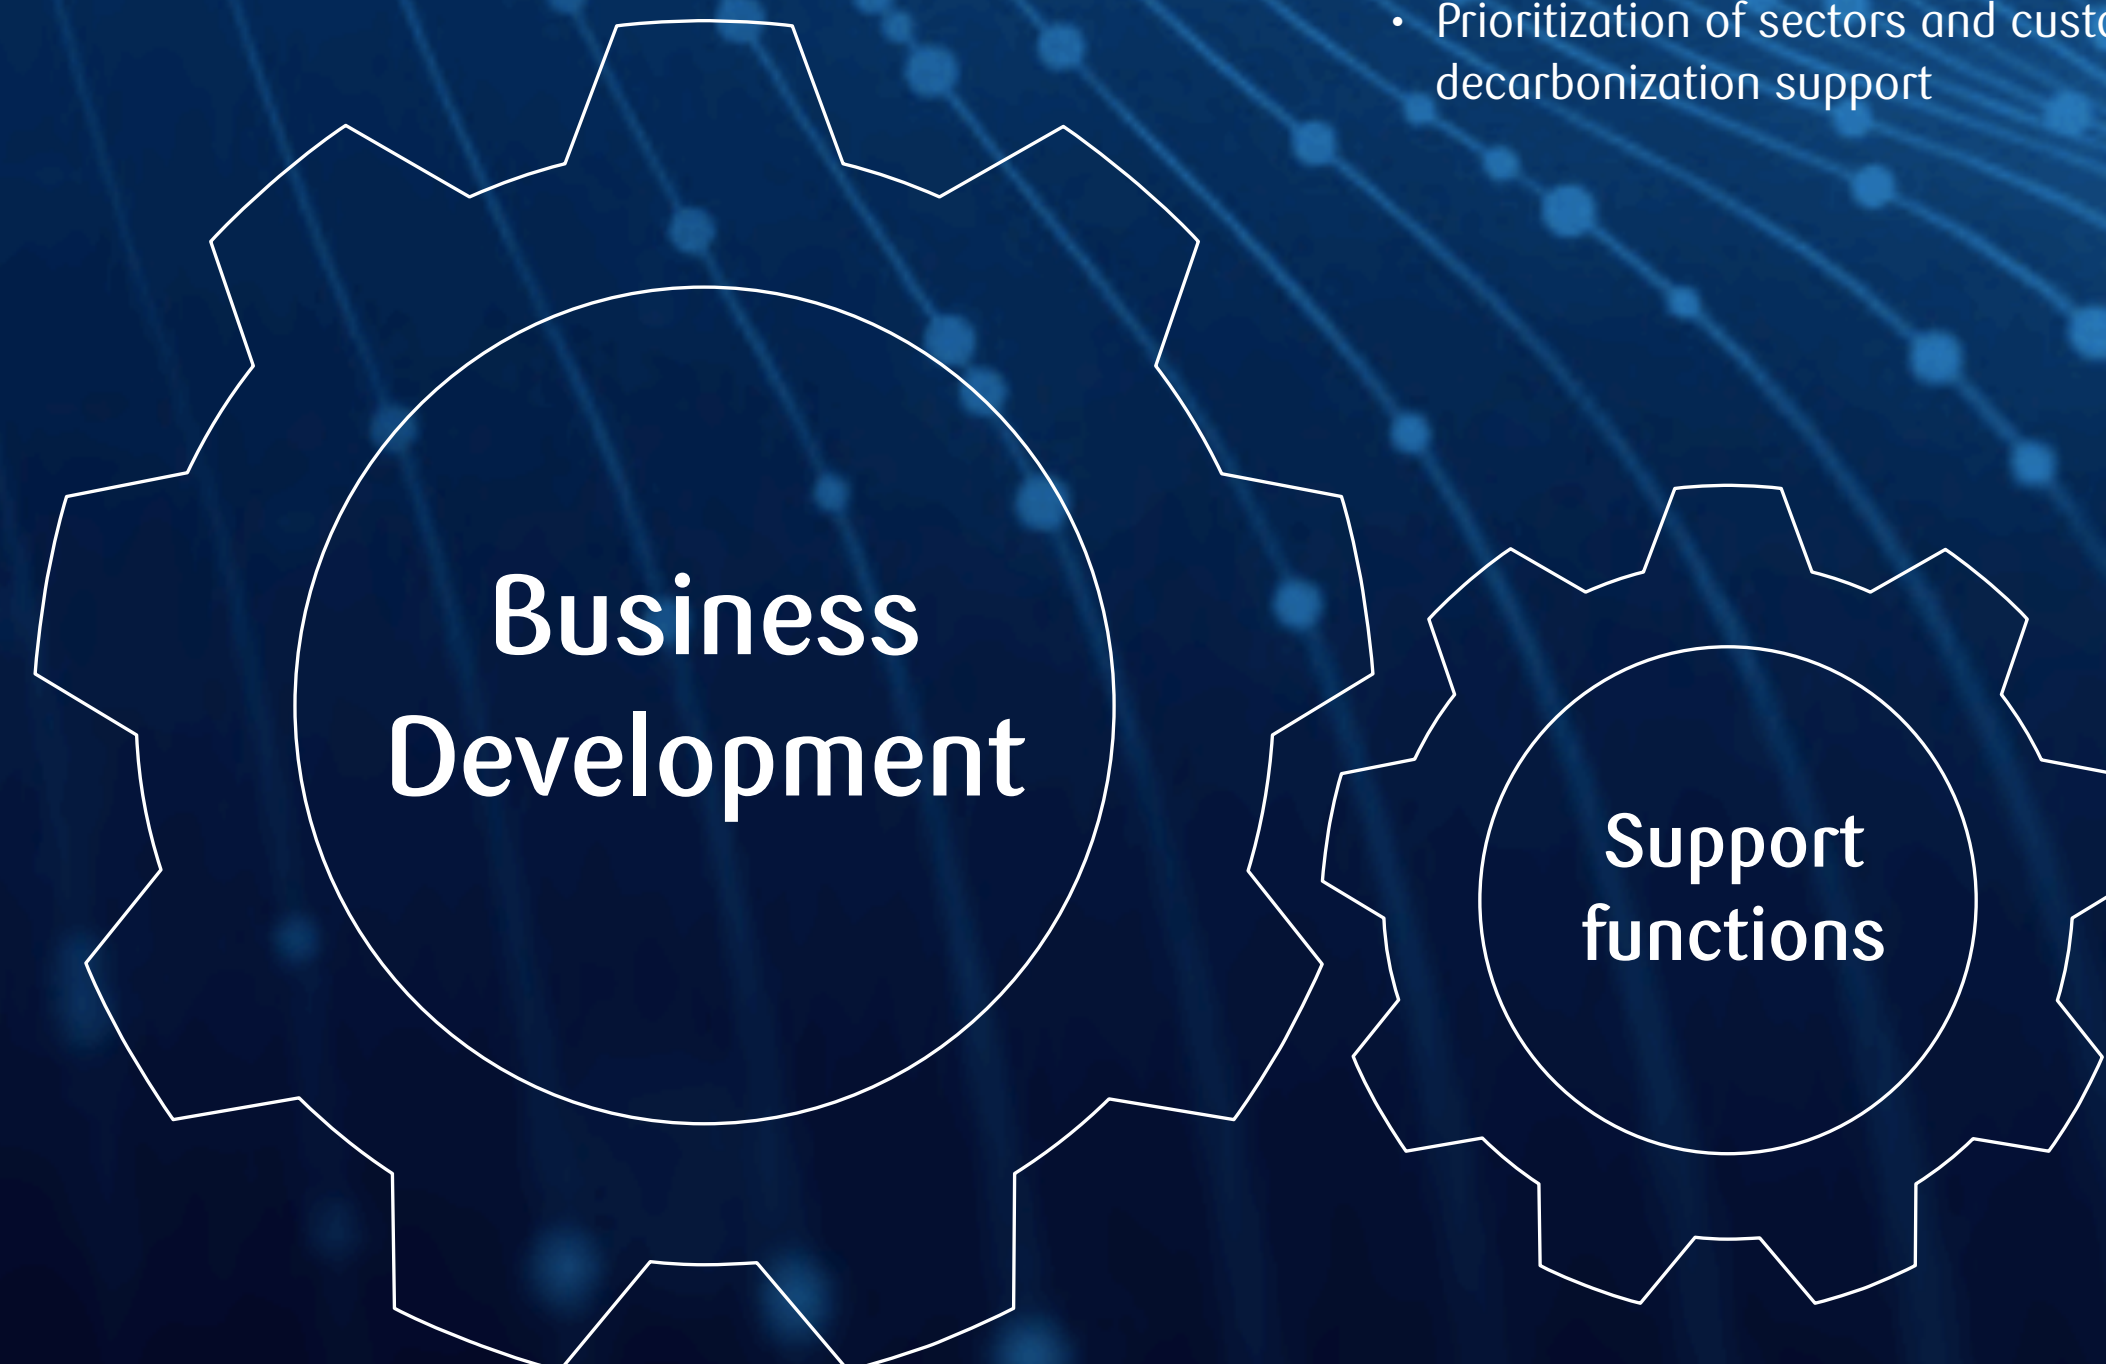 • Prioritization of sectors and
decarbonization support
Business
Development
Support
functions